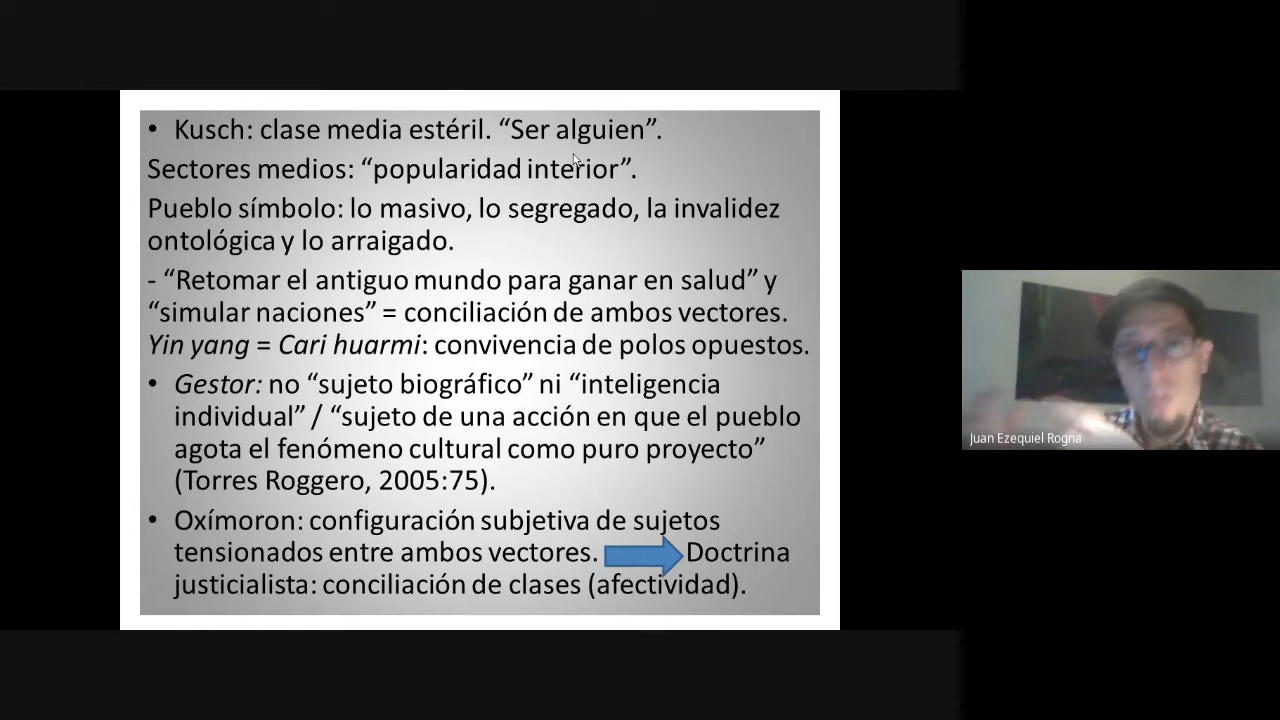 • Kusch: clase media estéril. “Ser alguien”.
Sectores medios: “popularidad interior”.
Pueblo símbolo: lo masivo, lo segregado, la invalidez
ontológica y lo arraigado.
- “Retomar el antiguo mundo para ganar en salud” y
“simular naciones” = conciliación de ambos vectores.
Yin yang = Cari huarmi: convivencia de polos opuestos.
• Gestor: no “sujeto biográfico” ni “inteligencia
individual” / “sujeto de una acción en que el pueblo
agota el fenómeno cultural como puro proyecto”
(Torres Roggero, 2005:75).
• Oxímoron: configuración subjetiva de sujetos
tensionados entre ambos vectores. Doctrina
justicialista: conciliación de clases (afectividad).
Juan Ezequiel Rogna